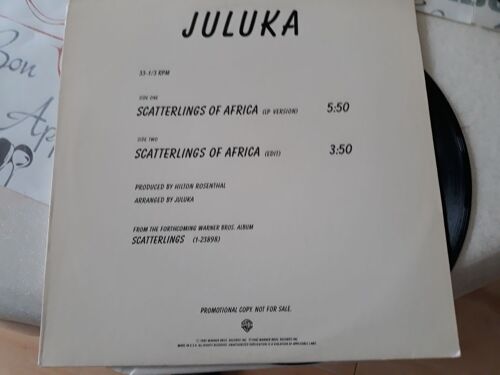 Bon
App
JULUKA
33-1/3 RPM
SIDE ONE
SCATTERLINGS OF AFRICA (LP VERSION) 5:50
SIDE TWO
SCATTERLINGS OF AFRICA (EDIT) 3:50
PRODUCED BY HILTON ROSENTHAL
ARRANGED BY JULUKA
FROM THE FORTHCOMING WARNER BROS. ALBUM
SCATTERLINGS (1-23898)
PROMOTIONAL COPY. NOT FOR SALE.